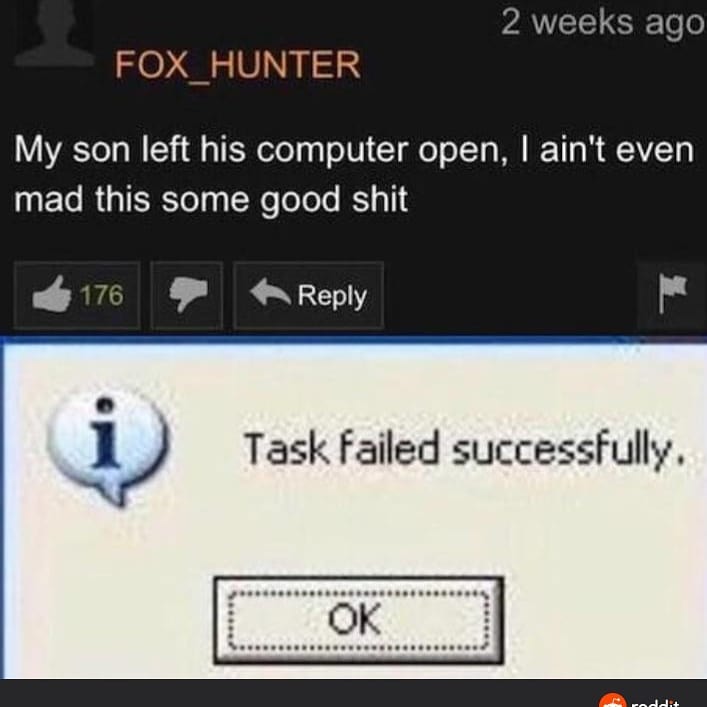 2 weeks ago
FOX_HUNTER
My son left his computer open, I ain't even
mad this some good shit
176
Reply
Task failed successfully.
OK
reddit